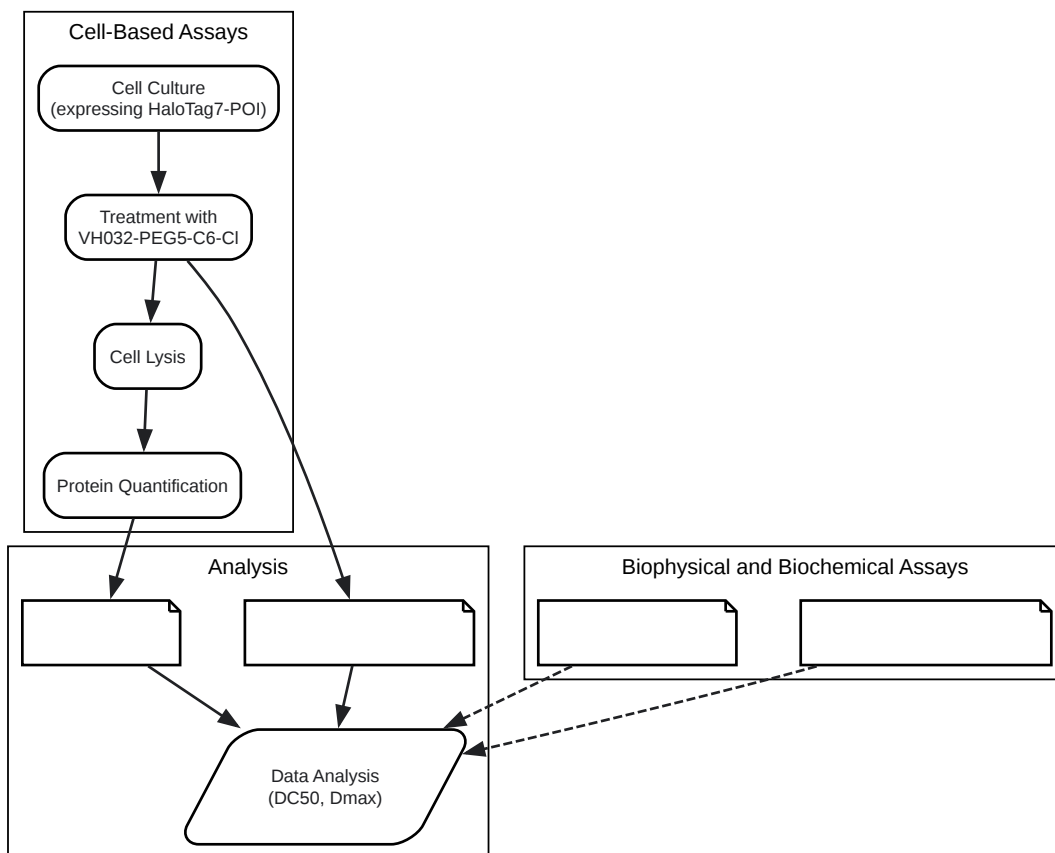 Cell-Based Assays
Cell Culture
(expressing HaloTag7-POI)
Treatment with
VH032-PEG5-C6-Cl
Cell Lysis
Protein Quantification
Analysis
Biophysical and Biochemical Assays
Data Analysis
(DC50, Dmax)